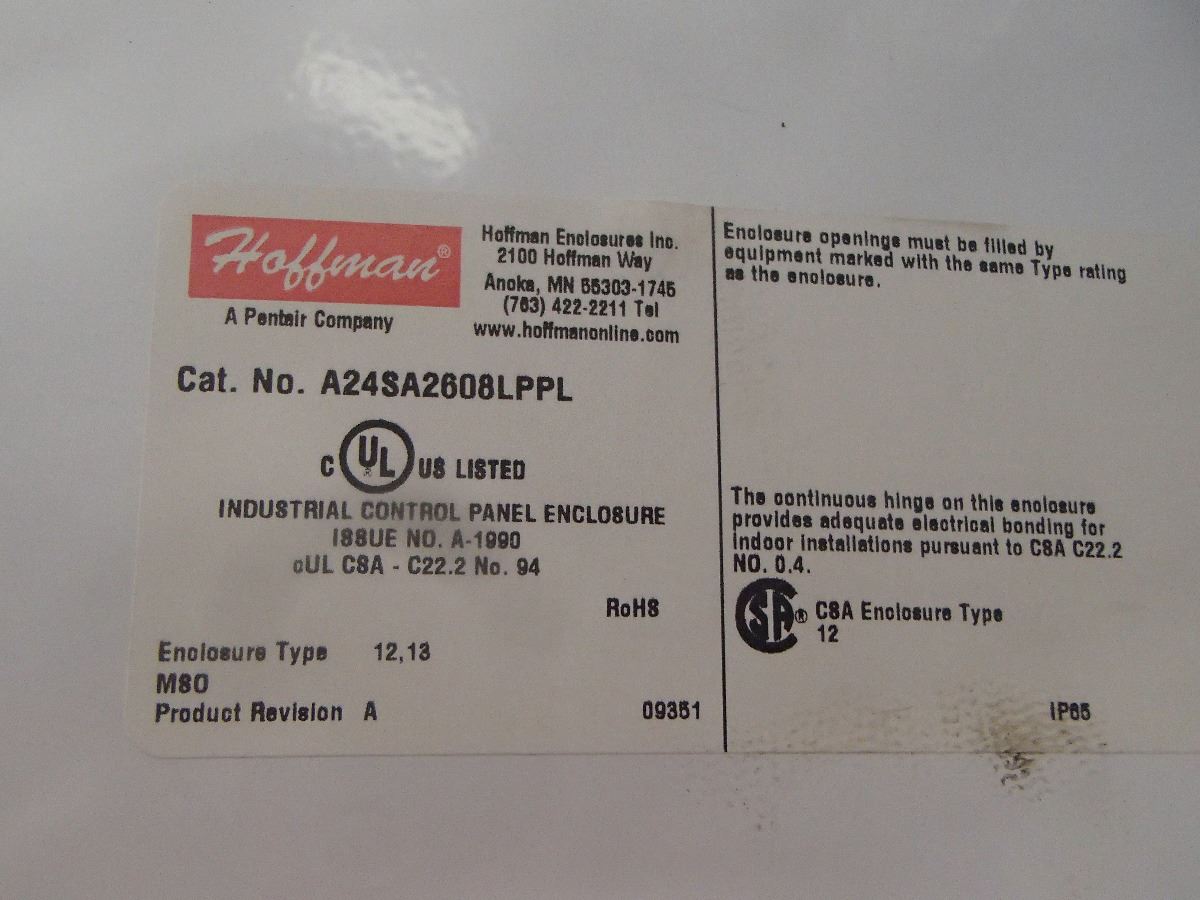 Hoffman®
A Pentair Company
Hoffman Enclosures Inc.
2100 Hoffman Way
Anoka, MN 55303-1745
(763) 422-2211 Tel
www.hoffmanonline.com
Cat. No. A24SA2608LPPL
C UL® US LISTED
INDUSTRIAL CONTROL PANEL ENCLOSURE
ISSUE NO. A-1990
cUL CSA - C22.2 No. 94
RoHS
Enclosure Type 12,13
M80
Product Revision A
09351
Enclosure openings must be filled by
equipment marked with the same Type rating
as the enclosure.
The continuous hinge on this enclosure
provides adequate electrical bonding for
indoor installations pursuant to CSA C22.2
NO. 0.4.
CSA® CSA Enclosure Type
12
IP65